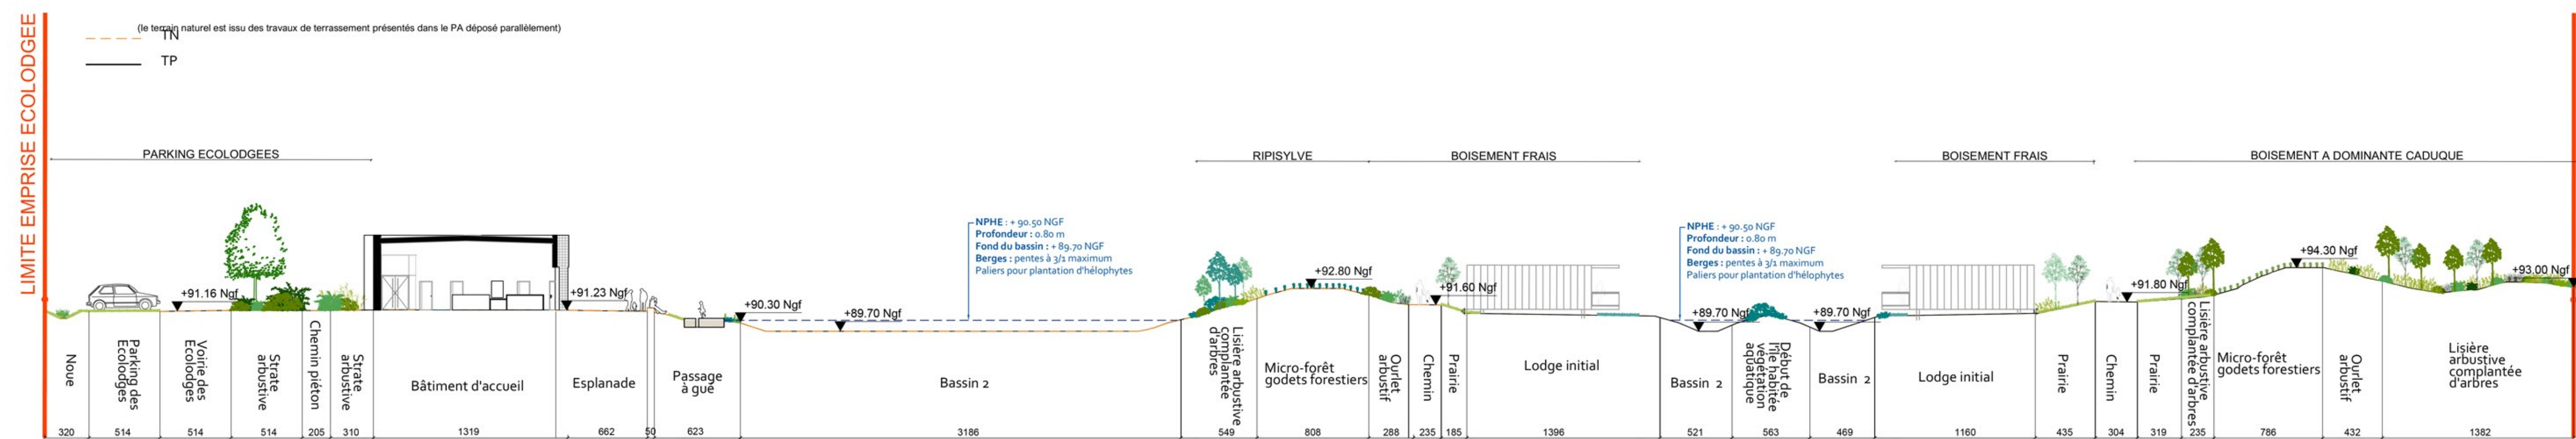 LIMITE EMPRISE ECOLODGEE
(le terrain naturel est issu des travaux de terrassement présentés dans le PA déposé parallèlement)
TN
TP
PARKING ECOLODGEES
RIPISYLVE
BOISEMENT FRAIS
BOISEMENT FRAIS
BOISEMENT A DOMINANTE CADUQUE
NPHE : + 90.50 NGF
Profondeur : 0.80 m
Fond du bassin : + 89.70 NGF
Berges : pentes à 3/1 maximum
Paliers pour plantation d'hélophytes
NPHE : + 90.50 NGF
Profondeur : 0.80 m
Fond du bassin : + 89.70 NGF
Berges : pentes à 3/1 maximum
Paliers pour plantation d'hélophytes
+91.16 Ngf
+91.23 Ngf
+90.30 Ngf
+89.70 Ngf
+92.80 Ngf
+91.60 Ngf
+89.70 Ngf
+89.70 Ngf
+91.80 Ngf
+94.30 Ngf
+93.00 Ngf
Noue
Parking des
Ecolodges
Voirie des
Ecolodges
Strate
arbustive
Chemin piéton
Strate
arbustive
Bâtiment d'accueil
Esplanade
Passage
à gué
Bassin 2
Lisière arbustive
complantée
d'arbres
Micro-forêt
godets forestiers
Ourlet
arbustif
Chemin
Prairie
Lodge initial
Bassin 2
Début de
l'île habitée
végétation
aquatique
Bassin 2
Lodge initial
Prairie
Chemin
Prairie
Lisière arbustive
complantée d'arbres
Micro-forêt
godets forestiers
Ourlet
arbustif
Lisière
arbustive
complantée
d'arbres
320
514
514
514
205
310
1319
662
50
623
3186
549
808
288
235
185
1396
521
563
469
1160
435
304
319
235
786
432
1382